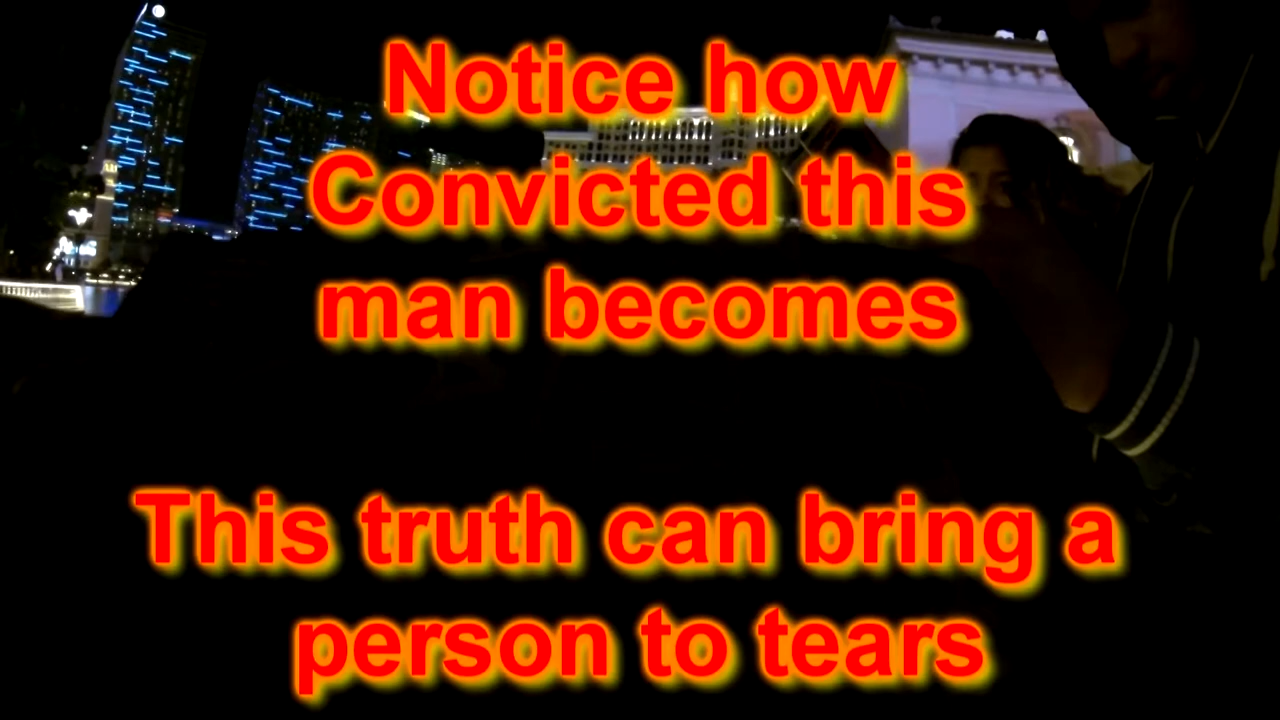 Notice how
Convicted this
man becomes
This truth can bring a
person to tears